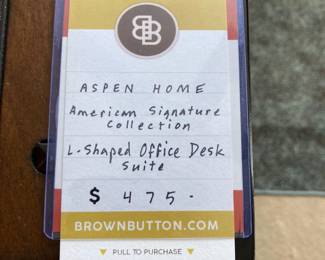 BB
ASPEN HOME
American Signature
Collection
L-Shaped Office Desk
Suite
$ 475-
BROWNBUTTON.COM
PULL TO PURCHASE